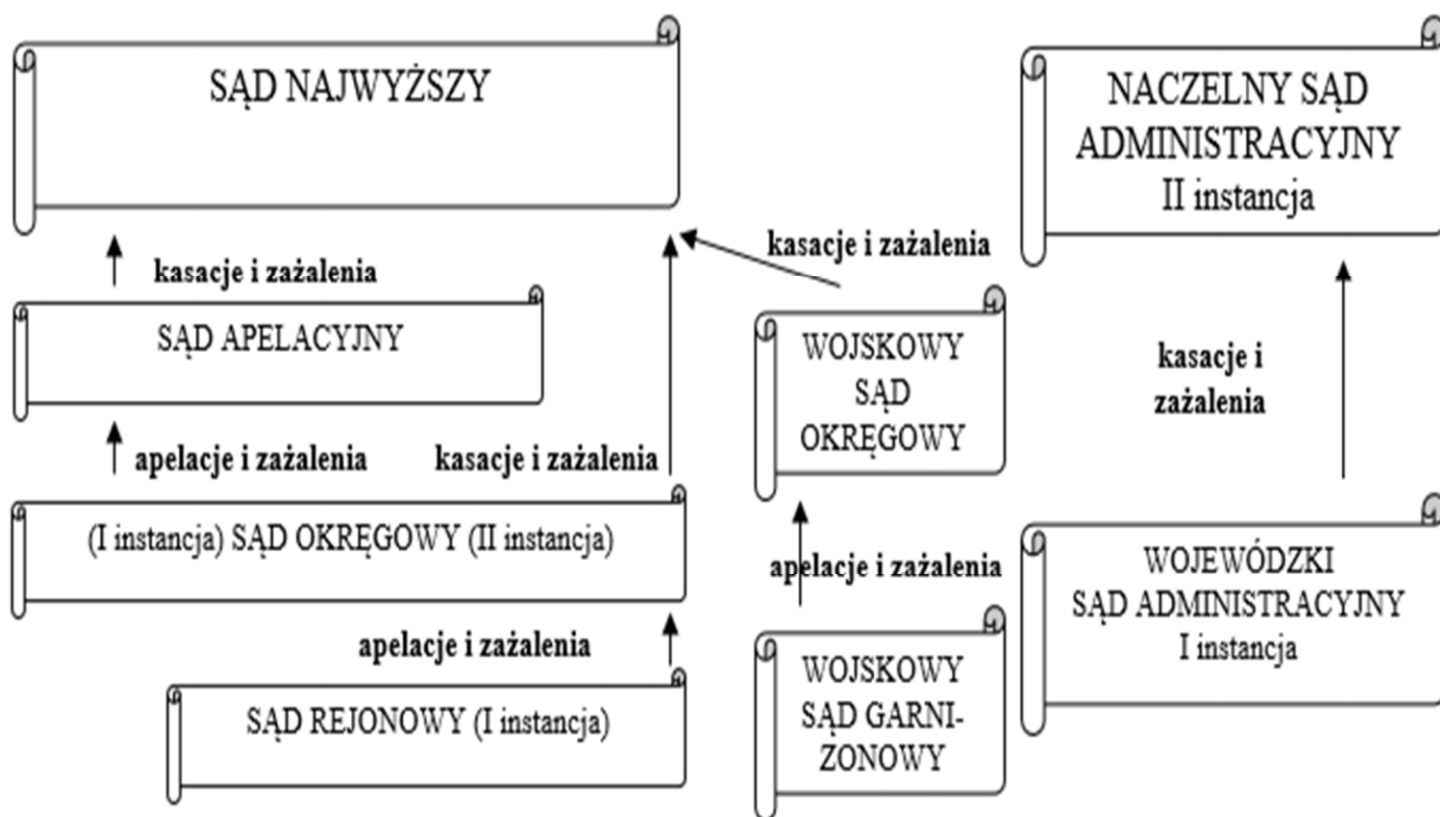 SĄD NAJWYŻSZY
NACZELNY SĄD
ADMINISTRACYJNY
II instancja
kasacje i zażalenia
kasacje i zażalenia
SĄD APELACYJNY
WOJSKOWY
SĄD
OKRĘGOWY
kasacje i
zażalenia
apelacje i zażalenia
kasacje i zażalenia
(I instancja) SĄD OKRĘGOWY (II instancja)
apelacje i zażalenia
WOJEWÓDZKI
SĄD ADMINISTRACYJNY
I instancja
apelacje i zażalenia
SĄD REJONOWY (I instancja)
WOJSKOWY
SĄD GARNI-
ZONOWY